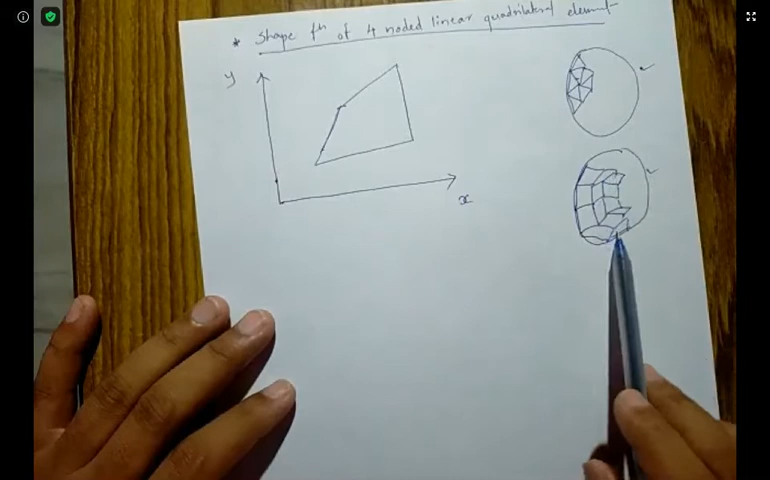 * Shape fⁿ of 4 noded linear quadrilateral element
y
x